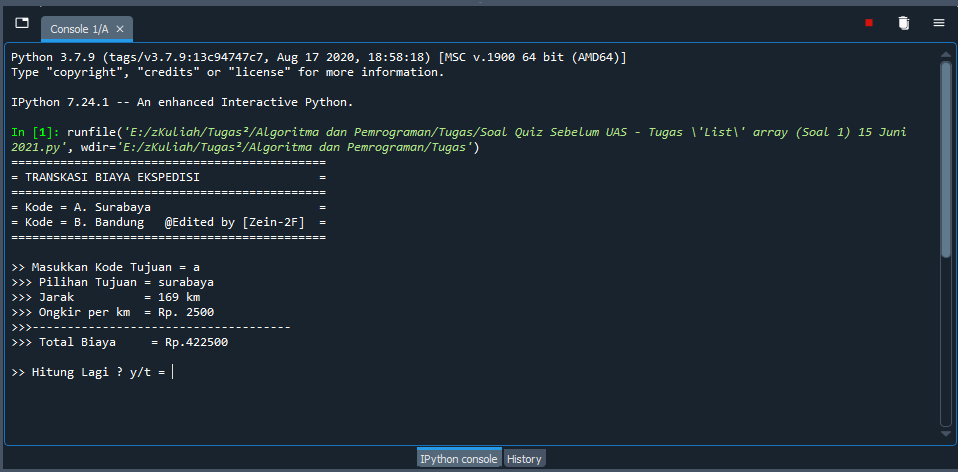 Console 1/A ×
Python 3.7.9 (tags/v3.7.9:13c94747c7, Aug 17 2020, 18:58:18) [MSC v.1900 64 bit (AMD64)]
Type "copyright", "credits" or "license" for more information.
IPython 7.24.1 -- An enhanced Interactive Python.
In [1]: runfile('E:/zKuliah/Tugas²/Algoritma dan Pemrograman/Tugas/Soal Quiz Sebelum UAS - Tugas \'List\' array (Soal 1) 15 Juni
2021.py', wdir='E:/zKuliah/Tugas²/Algoritma dan Pemrograman/Tugas')
=============================================
= TRANSKASI BIAYA EKSPEDISI                 =
=============================================
= Kode = A. Surabaya                        =
= Kode = B. Bandung   @Edited by [Zein-2F]  =
=============================================
>> Masukkan Kode Tujuan = a
>>> Pilihan Tujuan = surabaya
>>> Jarak          = 169 km
>>> Ongkir per km  = Rp. 2500
>>>-------------------------------------
>>> Total Biaya     = Rp.422500
>> Hitung Lagi ? y/t =
IPython console History